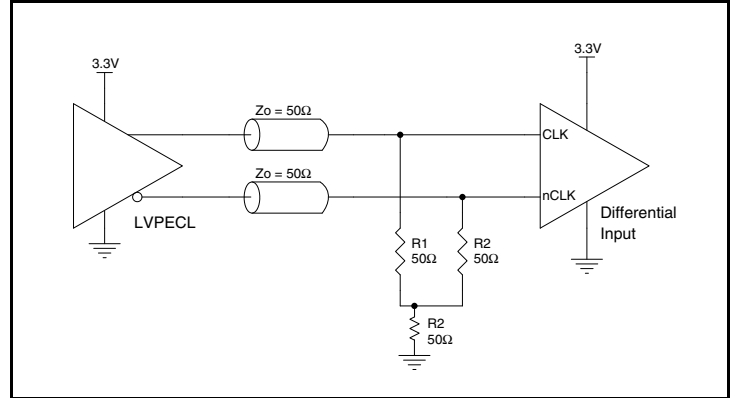 3.3V
3.3V
Zo = 50Ω
CLK
Zo = 50Ω
nCLK
LVPECL
Differential
Input
R1
50Ω
R2
50Ω
R2
50Ω